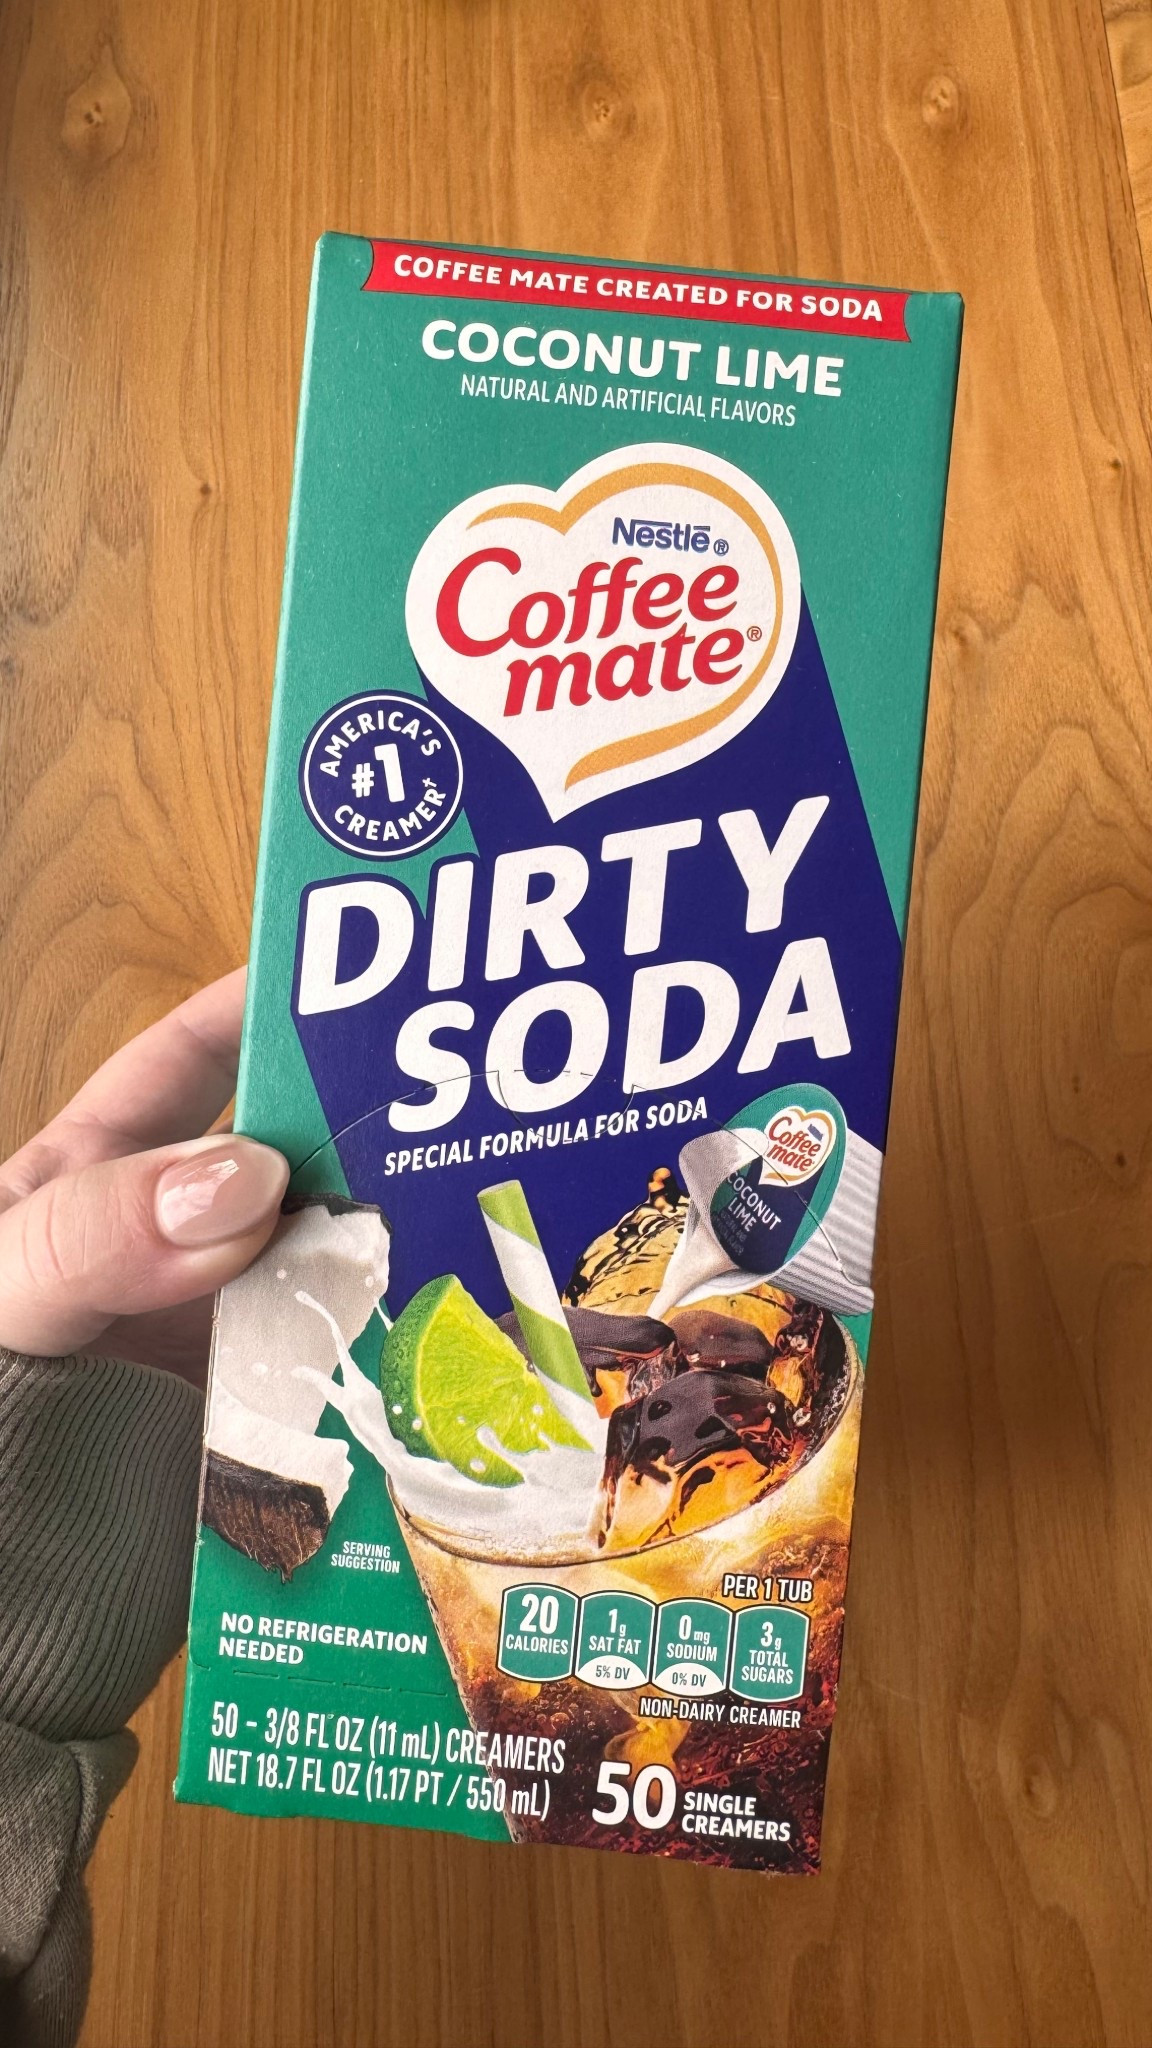 COFFEE MATE CREATED FOR SODA
COCONUT LIME
NATURAL AND ARTIFICIAL FLAVORS
Nestlé®
Coffee
mate®
AMERICA'S
#1
CREAMER†
DIRTY
SODA
SPECIAL FORMULA FOR SODA
Coffee
mate
COCONUT
LIME
SERVING
SUGGESTION
PER 1 TUB
20
CALORIES
1g
SAT FAT
5% DV
0mg
SODIUM
0% DV
3g
TOTAL
SUGARS
NO REFRIGERATION
NEEDED
NON-DAIRY CREAMER
50 - 3/8 FL OZ (11 mL) CREAMERS
NET 18.7 FL OZ (1.17 PT / 550 mL)
50 SINGLE
CREAMERS